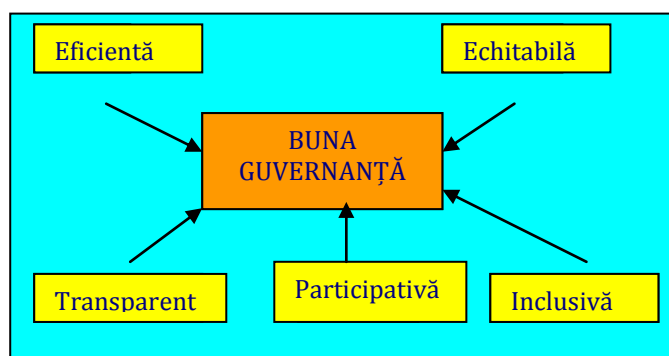 Eficientă
Echitabilă
BUNA
GUVERNANȚĂ
Transparent
Participativă
Inclusivă